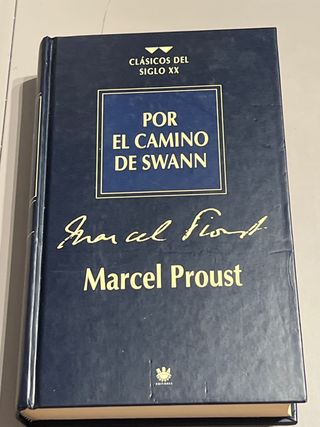 CLÁSICOS DEL
SIGLO XX
POR
EL CAMINO
DE SWANN
Marcel Proust
Marcel Proust